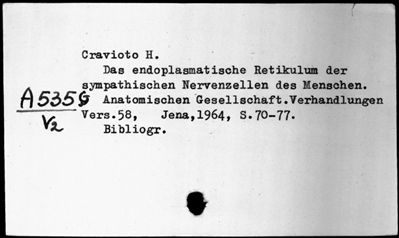 Cravioto H.
Das endoplasmatische Retikulum der
sympathischen Nervenzellen des Menschen.
A535G Anatomischen Gesellschaft.Verhandlungen
V2 Vers.58, Jena,1964, S.70-77.
Bibliogr.